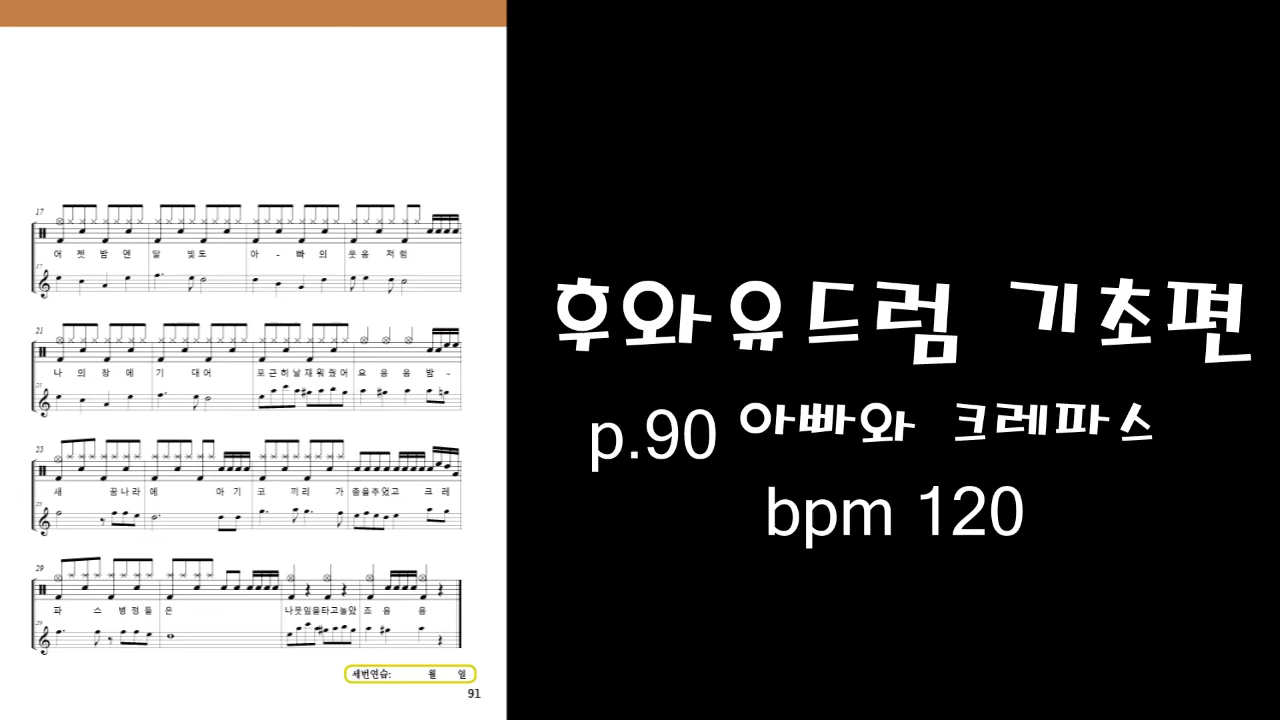 17
어 젯 밤 엔 달 빛 도 아 - 빠 의 웃 음 처 럼
17
21
나 의 창 에 기 대 어 포 근 히 날 재 워 줬 어 요 음 음 밤 -
21
25
새 꿈 나 라 에 아 기 코 끼 리 가 춤 을 추 었 고 크 레
25
29
파 스 병 정 들 은 나 뭇 잎 을 타 고 놀 았 죠 음 음
29
세번연습: 월 일
91
후와유드럼 기초편
p.90 아빠와 크레파스
bpm 120